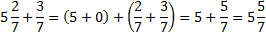 5 2/7 + 3/7 = (5 + 0) + (2/7 + 3/7) = 5 + 5/7 = 5 5/7